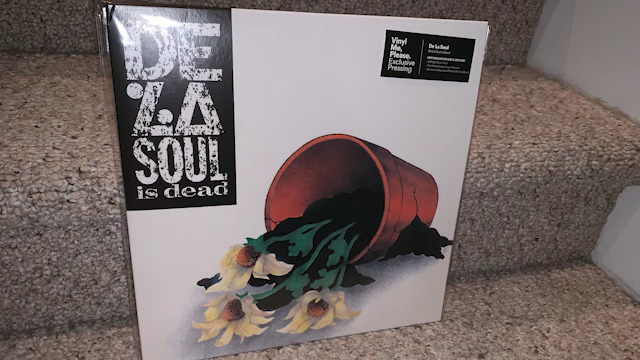 DE
LA
SOUL
is dead
Vinyl
Me,
Please.
Exclusive
Pressing
De La Soul